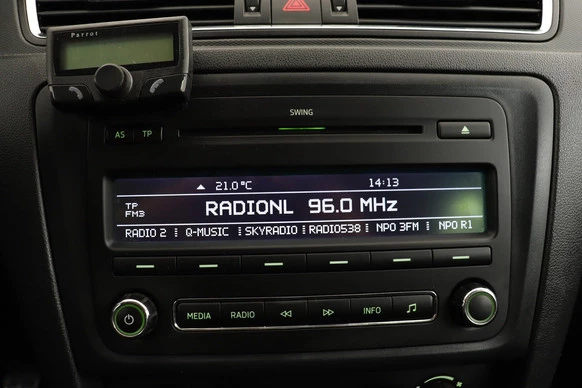 Parrot
SWING
AS TP
21.0°C 14:13
TP
FM3
RADIONL 96.0 MHz
RADIO 2 Q-MUSIC SKYRADIO RADIO538 NPO 3FM NPO R1
MEDIA RADIO INFO